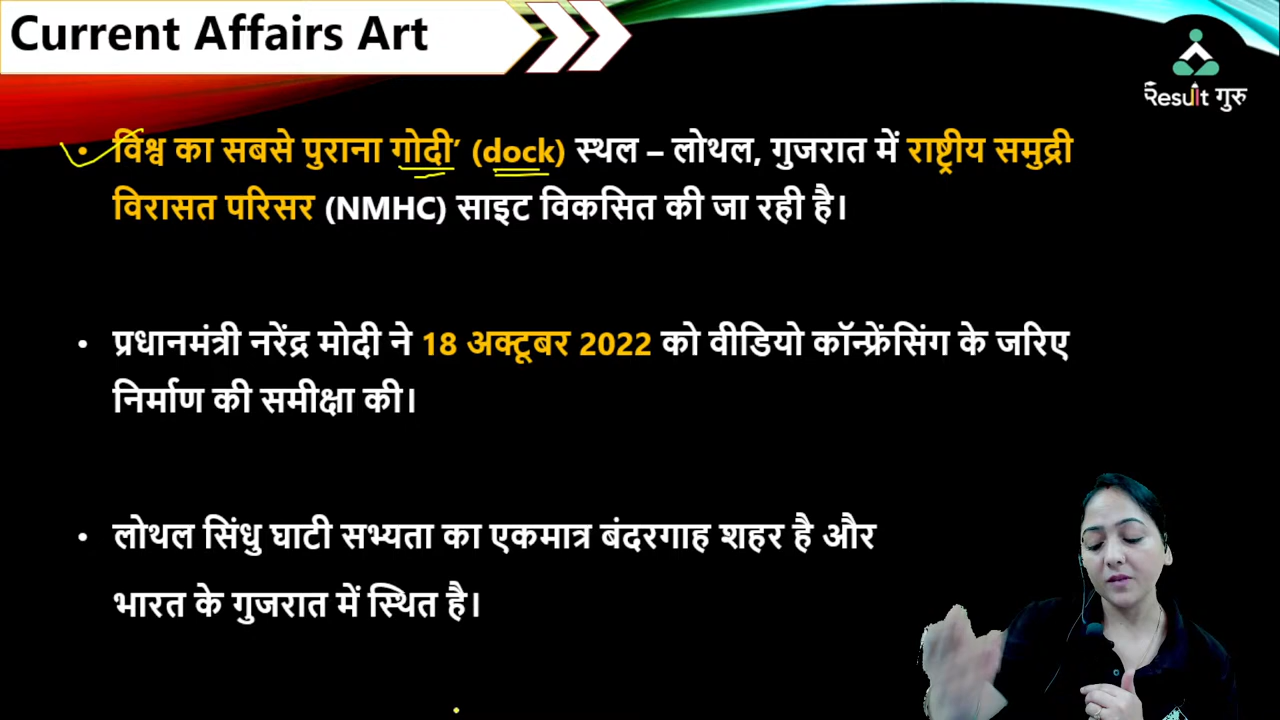 Current Affairs Art
Result गुरु
• विश्व का सबसे पुराना गोदी’ (dock) स्थल – लोथल, गुजरात में राष्ट्रीय समुद्री
विरासत परिसर (NMHC) साइट विकसित की जा रही है।
• प्रधानमंत्री नरेंद्र मोदी ने 18 अक्टूबर 2022 को वीडियो कॉन्फ्रेंसिंग के जरिए
निर्माण की समीक्षा की।
• लोथल सिंधु घाटी सभ्यता का एकमात्र बंदरगाह शहर है और
भारत के गुजरात में स्थित है।